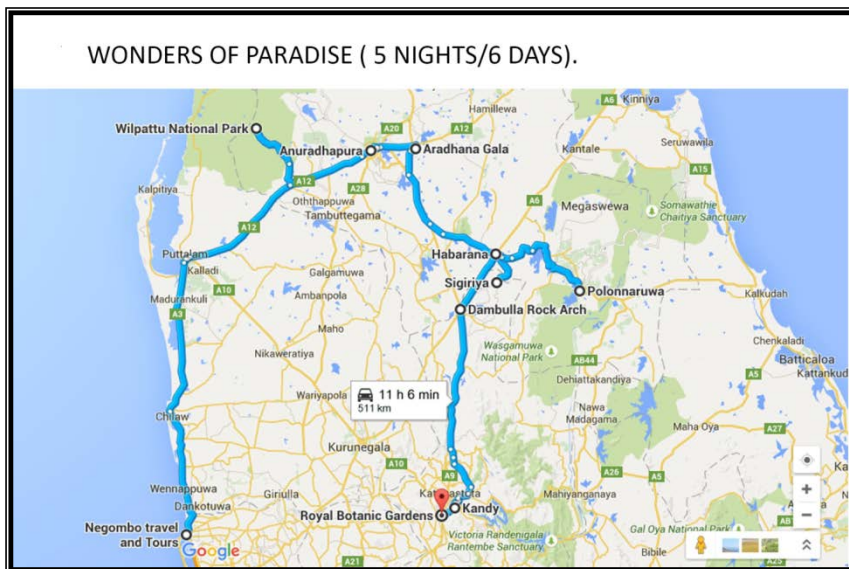 WONDERS OF PARADISE ( 5 NIGHTS/6 DAYS).
A6
Kinniya
Wilpattu National Park
A20
A12
Hamillewa
Anuradhapura
Aradhana Gala
Kantale
Seruwawila
A15
Kalpitiya
A12
A28
Oththappuwa
Tambuttegama
A6
Megaswewa
Somawathie
Chaitiya Sanctuary
A12
Puttalam
Kalladi
Habarana
Galgamuwa
Sigiriya
Polonnaruwa
A10
Madurankuli
Ambanpola
Kalkudah
A3
Dambulla Rock Arch
Maho
Chenkaladi
Nikaweratiya
Wasgamuwa
National Park
AB44
Batticaloa
A5
Kattankud
Dehiattakandiya
11 h 6 min
511 km
Wariyapola
Nawa
Madagama
Chilaw
Maha Oya
A27
Kurunegala
A10
A9
A26
A5
Wennappuwa
Giriulla
Mahiyanganaya
Dankotuwa
Kandy
Royal Botanic Gardens
Negombo travel
and Tours
Google
Victoria Randenigala
Rantembe Sanctuary
Gal Oya National Park
A21
Bibile
A25